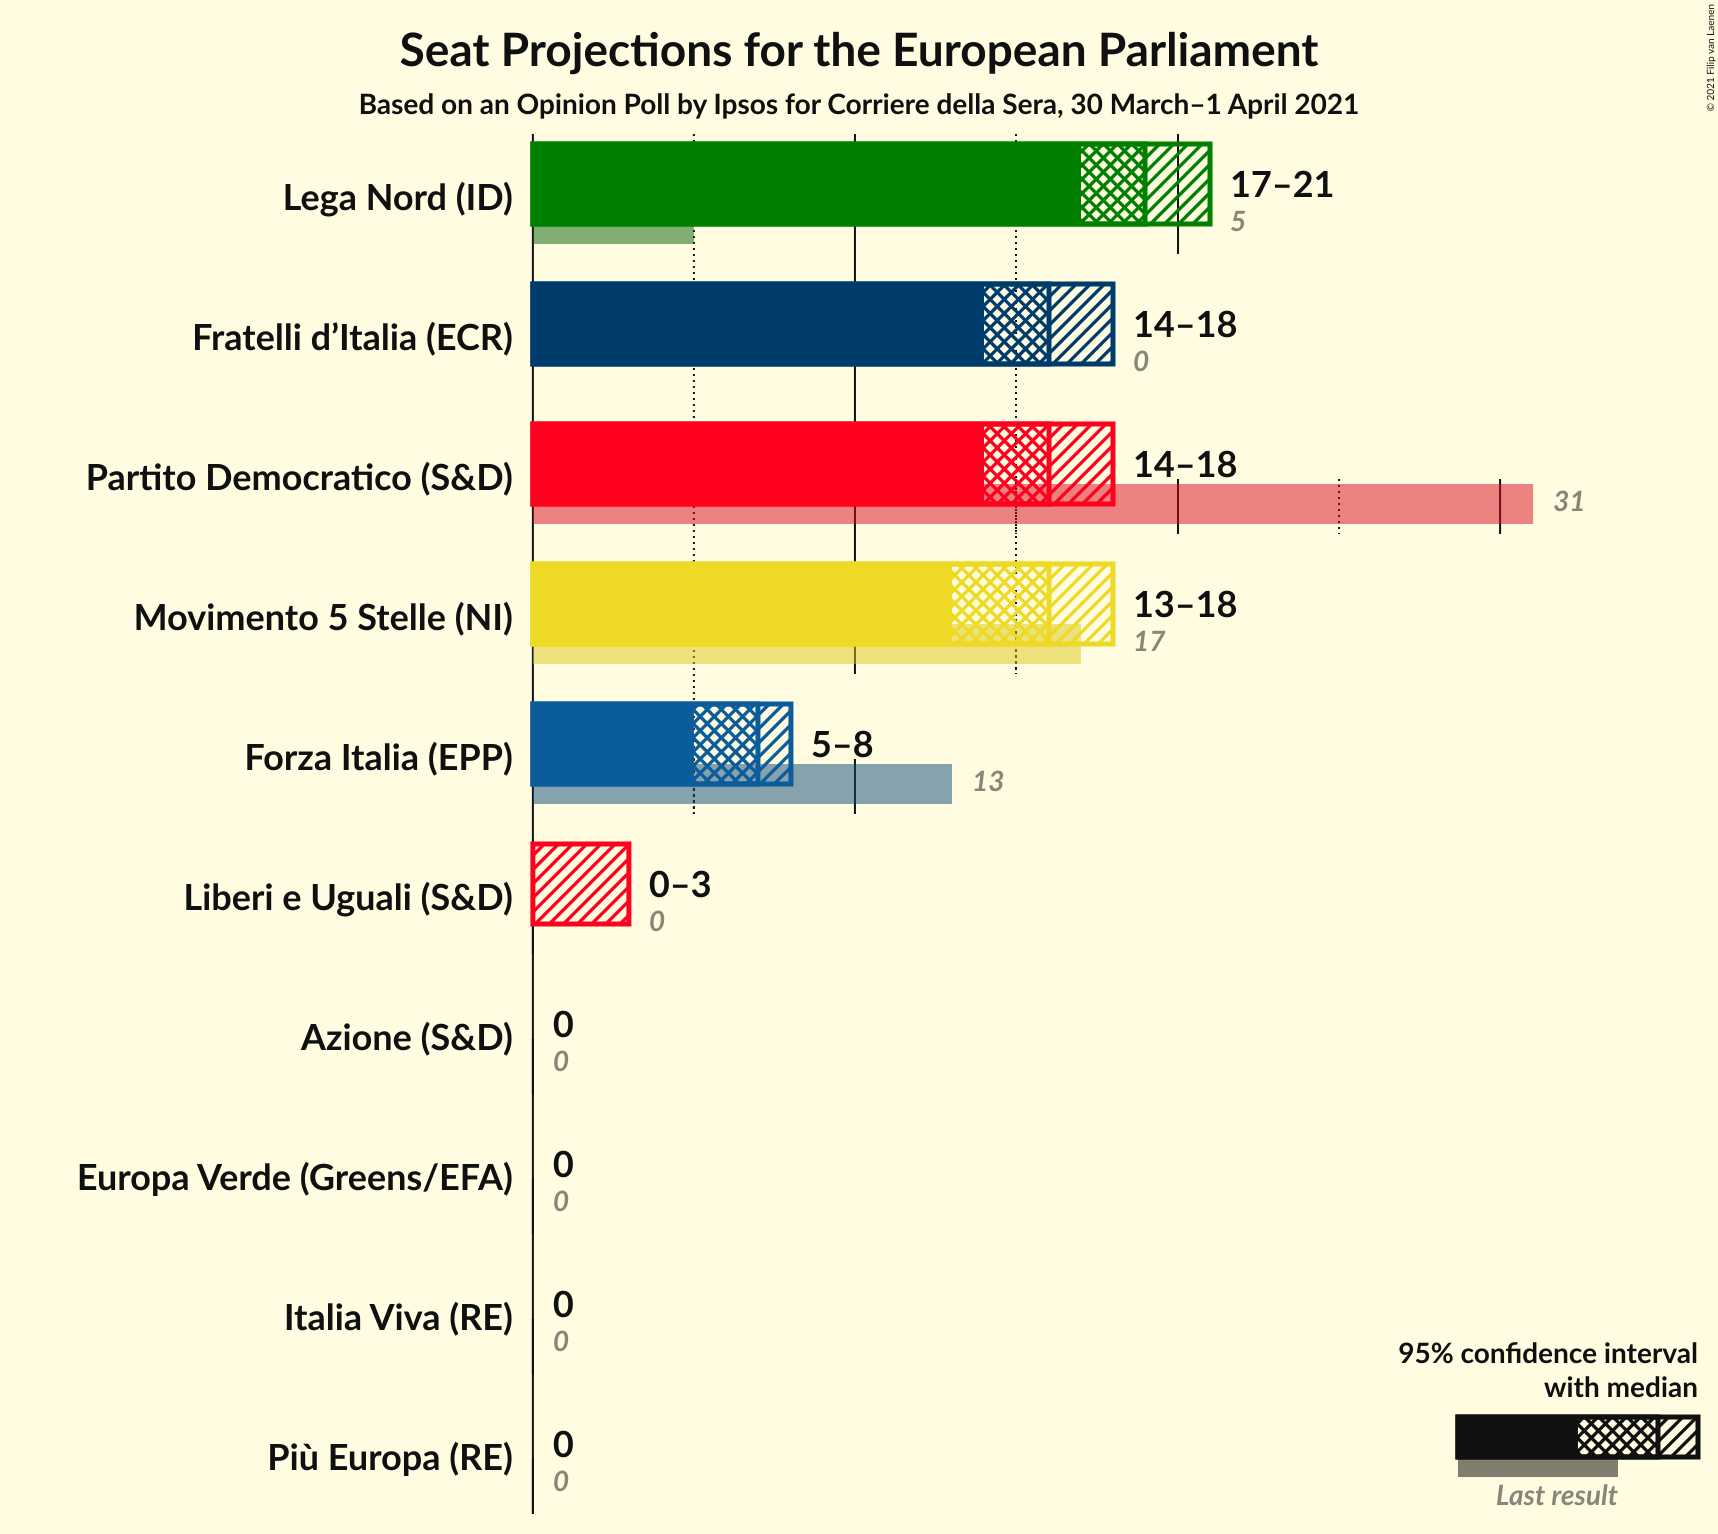 Seat Projections for the European Parliament
Based on an Opinion Poll by Ipsos for Corriere della Sera, 30 March–1 April 2021
© 2021 Filip van Laenen
Lega Nord (ID)
17–21
5
Fratelli d’Italia (ECR)
14–18
0
Partito Democratico (S&D)
14–18
31
Movimento 5 Stelle (NI)
13–18
17
Forza Italia (EPP)
5–8
13
Liberi e Uguali (S&D)
0–3
0
Azione (S&D)
0
0
Europa Verde (Greens/EFA)
0
0
Italia Viva (RE)
0
0
Più Europa (RE)
0
0
95% confidence interval
with median
Last result